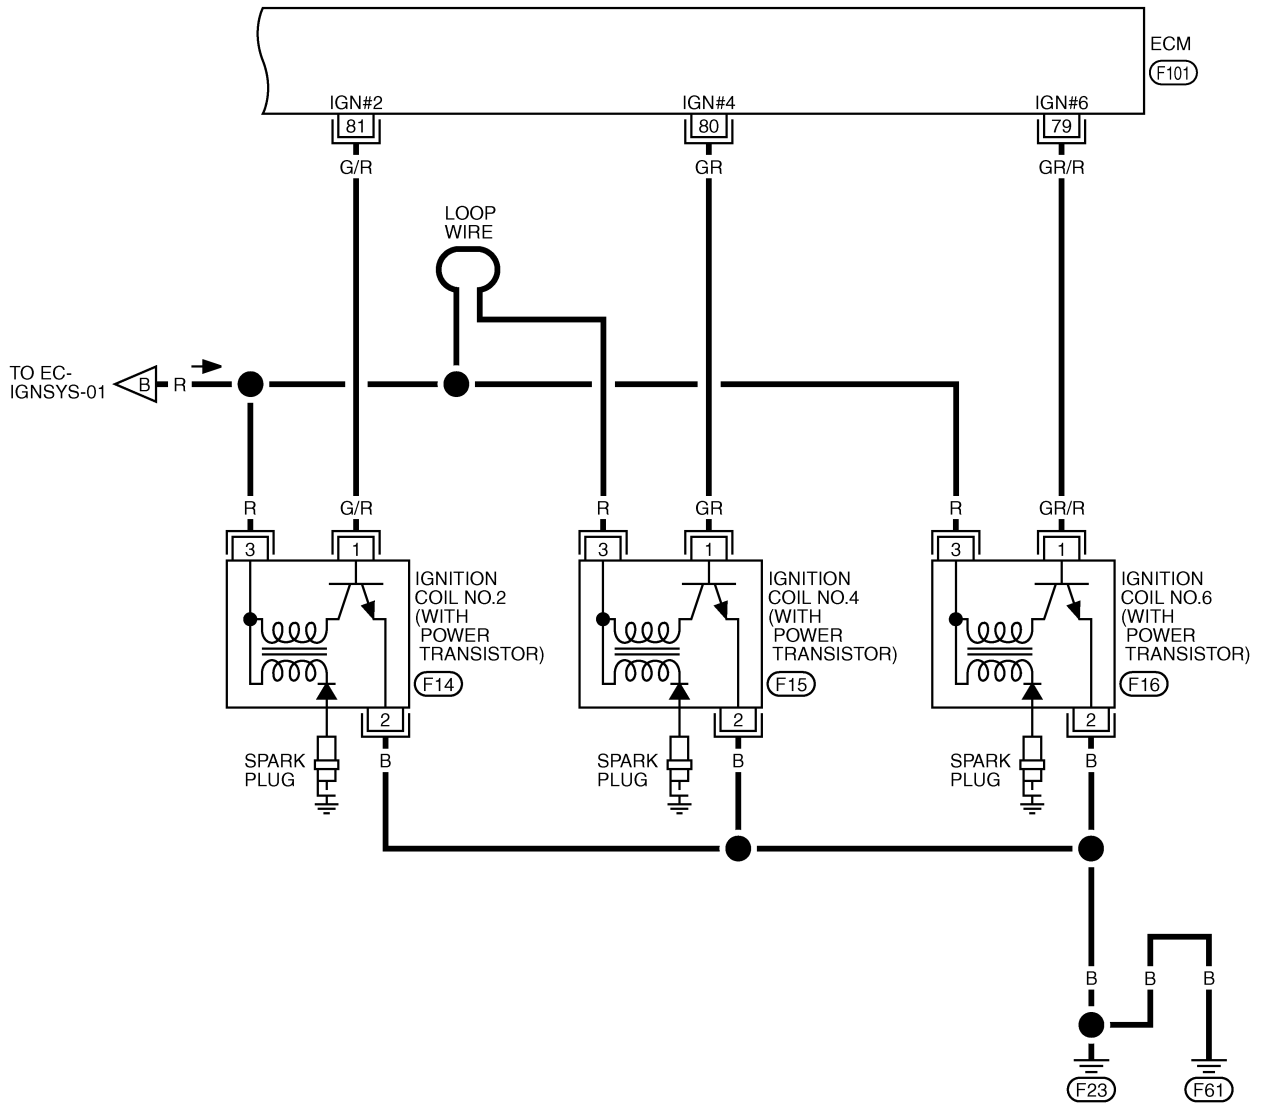 ECM
F101
IGN#2
IGN#4
IGN#6
81
80
79
G/R
GR
GR/R
LOOP
WIRE
TO EC-
IGNSYS-01
B
R
R
G/R
R
GR
R
GR/R
3
1
3
1
3
1
IGNITION
COIL NO.2
(WITH
POWER
TRANSISTOR)
F14
IGNITION
COIL NO.4
(WITH
POWER
TRANSISTOR)
F15
IGNITION
COIL NO.6
(WITH
POWER
TRANSISTOR)
F16
2
2
2
SPARK
PLUG
B
SPARK
PLUG
B
SPARK
PLUG
B
B
B
B
F23
F61